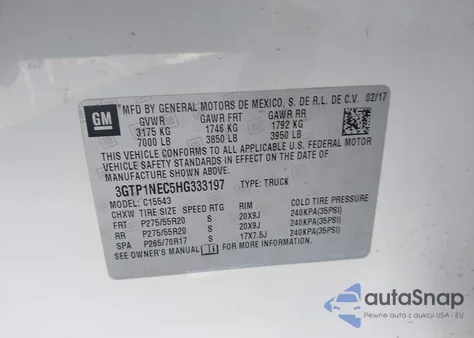 GM
MFD BY GENERAL MOTORS DE MEXICO, S. DE R.L. DE C.V. 02/17
GVWR GAWR FRT GAWR RR
3175 KG 1746 KG 1792 KG
7000 LB 3850 LB 3950 LB
THIS VEHICLE CONFORMS TO ALL APPLICABLE U.S. FEDERAL MOTOR
VEHICLE SAFETY STANDARDS IN EFFECT ON THE DATE OF
MANUFACTURE SHOWN ABOVE.
3GTP1NEC5HG333197 TYPE: TRUCK
MODEL: C15543
CHXW TIRE SIZE SPEED RTG RIM COLD TIRE PRESSURE
FRT P275/55R20 S 20X9J 240KPA(35PSI)
RR P275/55R20 S 20X9J 240KPA(35PSI)
SPA P265/70R17 S 17X7.5J 240KPA(35PSI)
SEE OWNER'S MANUAL FOR MORE INFORMATION.
autoSnap
Pewne auta z aukcji USA i EU